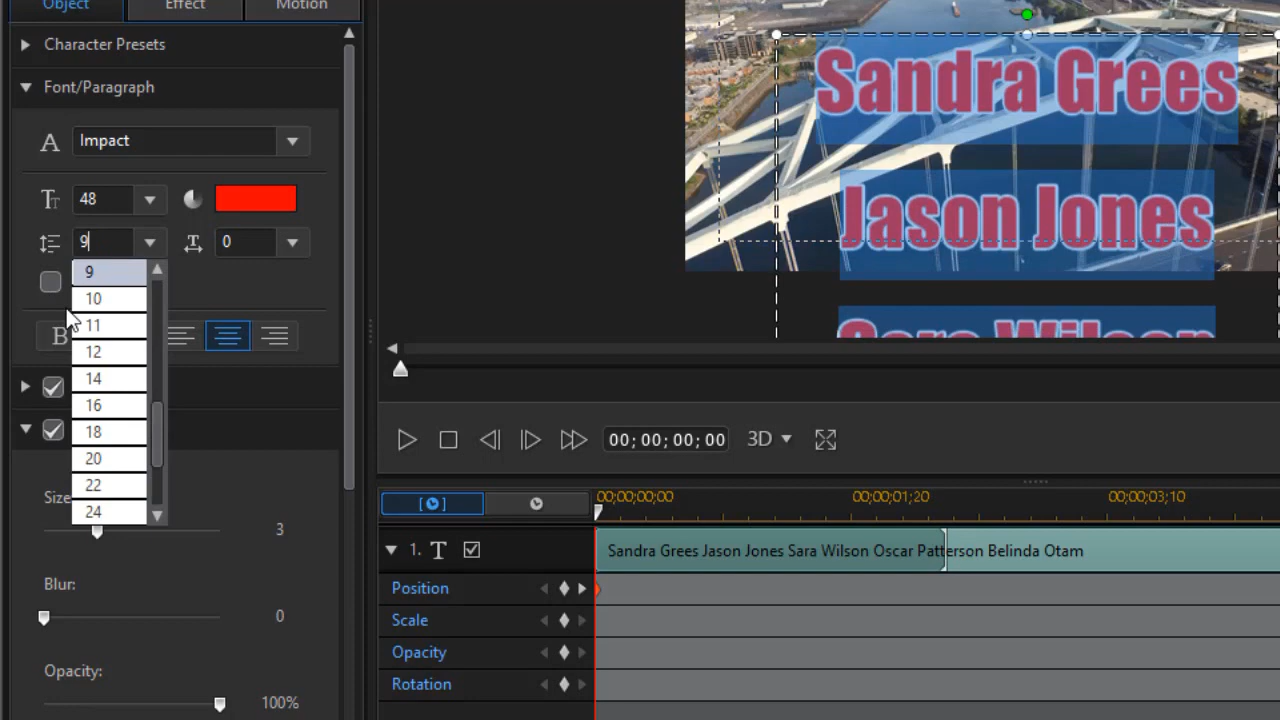 Object
Effect
Motion
Character Presets
Font/Paragraph
Impact
48
9
0
9
10
11
12
14
16
18
20
22
24
B
Size
3
Blur:
0
Opacity:
100%
Sandra Grees
Jason Jones
Sara Wilson
00;00;00;00
3D
00;00;00;00
00;00;01;20
00;00;03;10
1. T
Sandra Grees Jason Jones Sara Wilson Oscar Patterson Belinda Otam
Position
Scale
Opacity
Rotation